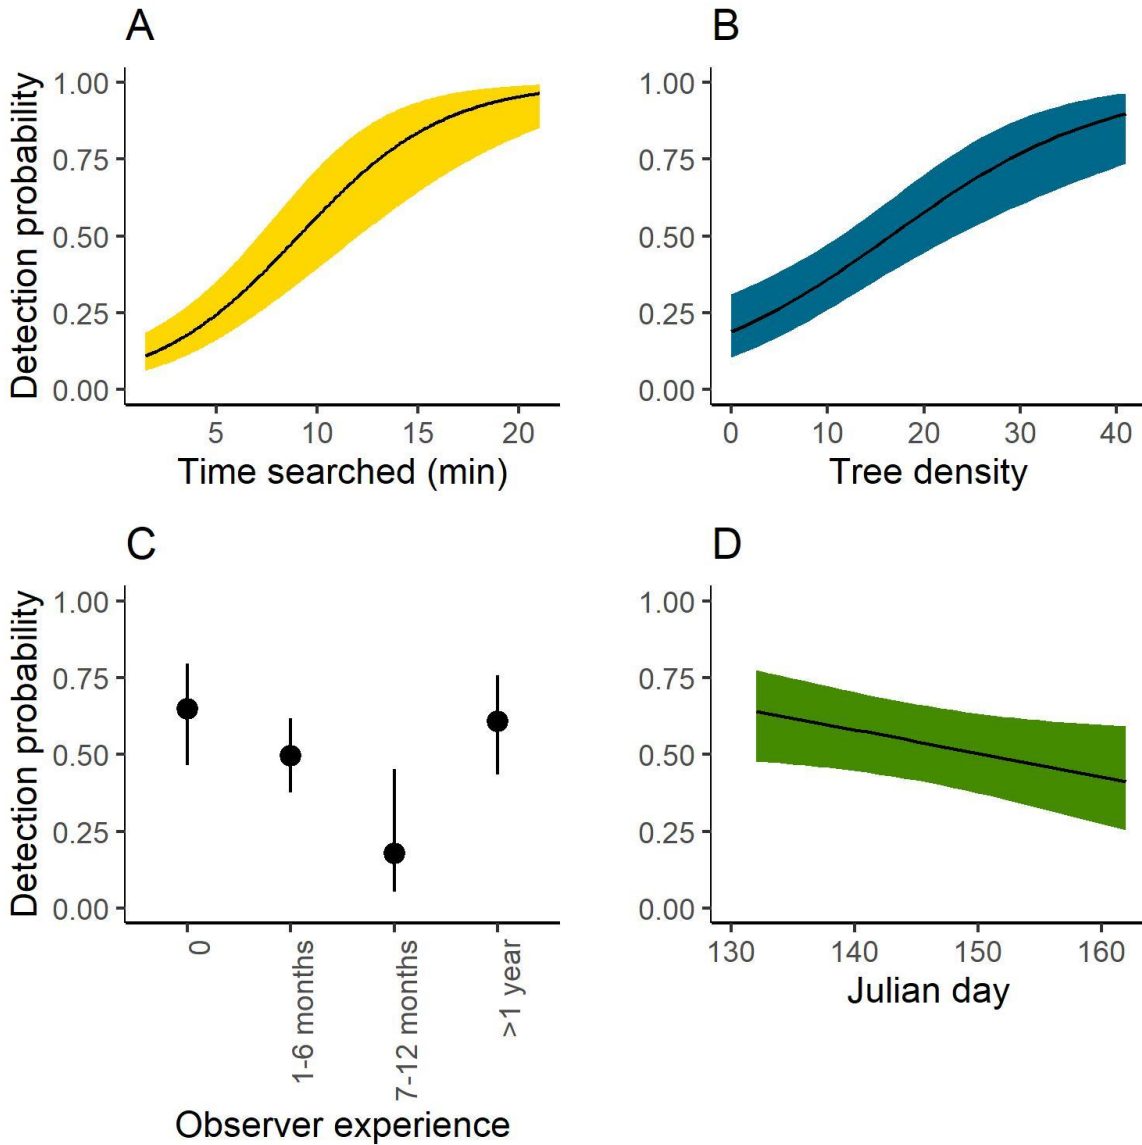 A
Detection probability
1.00
0.75
0.50
0.25
0.00
5 10 15 20
Time searched (min)
B
1.00
0.75
0.50
0.25
0.00
0 10 20 30 40
Tree density
C
Detection probability
1.00
0.75
0.50
0.25
0.00
0
1-6 months
7-12 months
>1 year
Observer experience
D
1.00
0.75
0.50
0.25
0.00
130 140 150 160
Julian day